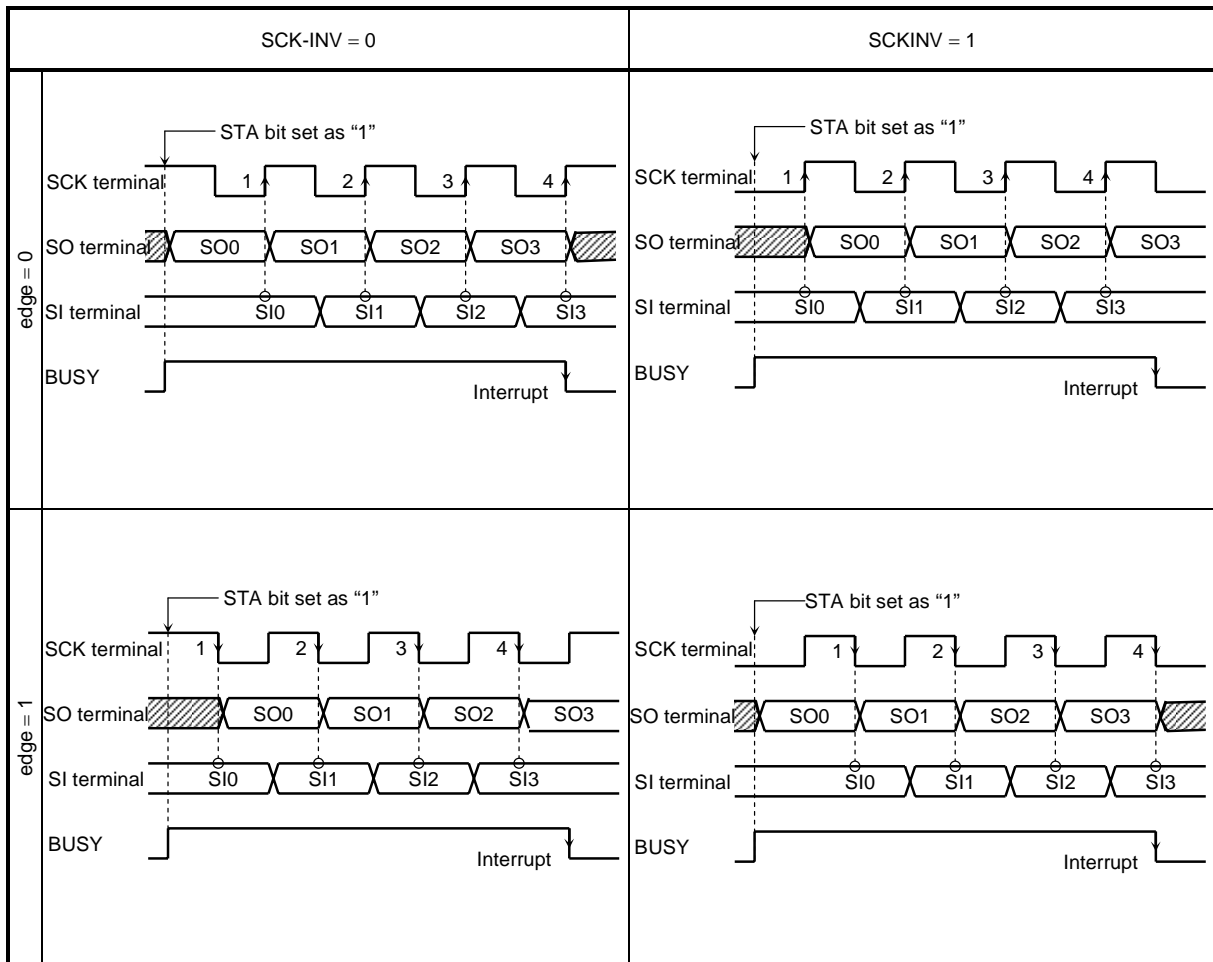 SCK-INV = 0
SCKINV = 1
edge = 0
STA bit set as “1”
SCK terminal 1 2 3 4
SO terminal SO0 SO1 SO2 SO3
SI terminal SI0 SI1 SI2 SI3
BUSY
Interrupt
STA bit set as “1”
SCK terminal 1 2 3 4
SO terminal SO0 SO1 SO2 SO3
SI terminal SI0 SI1 SI2 SI3
BUSY
Interrupt
edge = 1
STA bit set as “1”
SCK terminal 1 2 3 4
SO terminal SO0 SO1 SO2 SO3
SI terminal SI0 SI1 SI2 SI3
BUSY
Interrupt
STA bit set as “1”
SCK terminal 1 2 3 4
SO terminal SO0 SO1 SO2 SO3
SI terminal SI0 SI1 SI2 SI3
BUSY
Interrupt